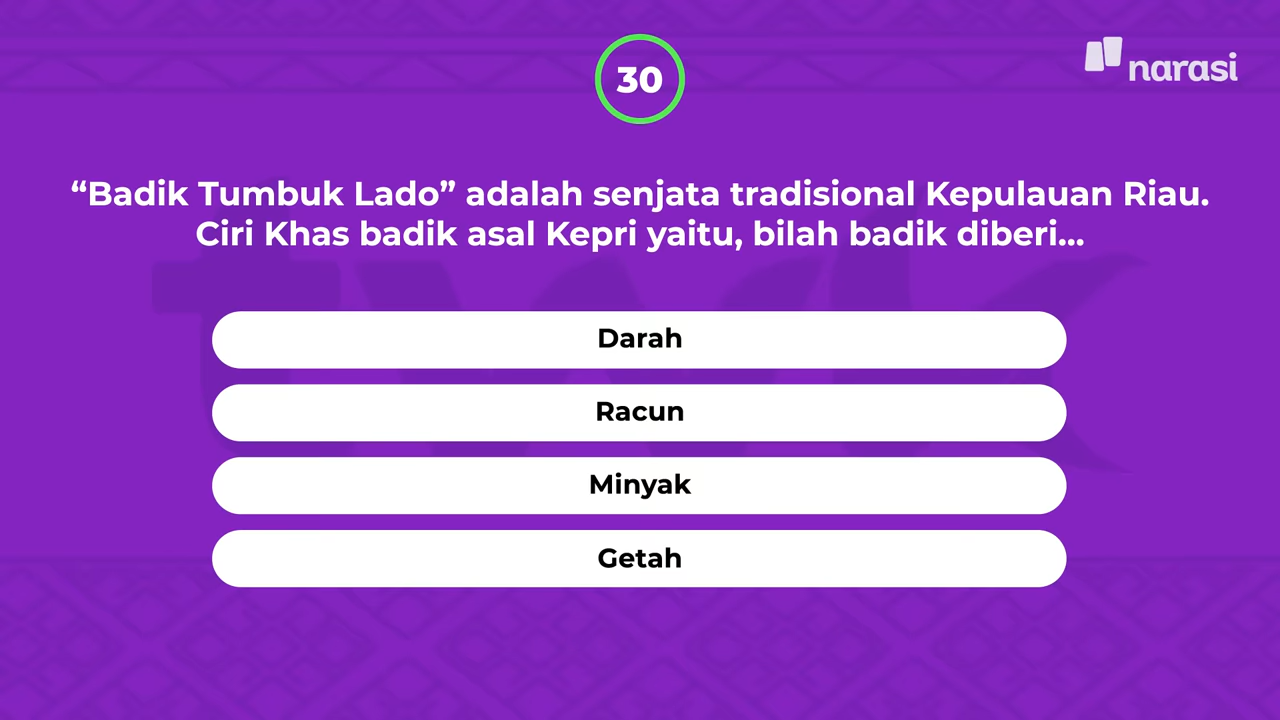 30
narasi
“Badik Tumbuk Lado” adalah senjata tradisional Kepulauan Riau.
Ciri Khas badik asal Kepri yaitu, bilah badik diberi...
Darah
Racun
Minyak
Getah
twk